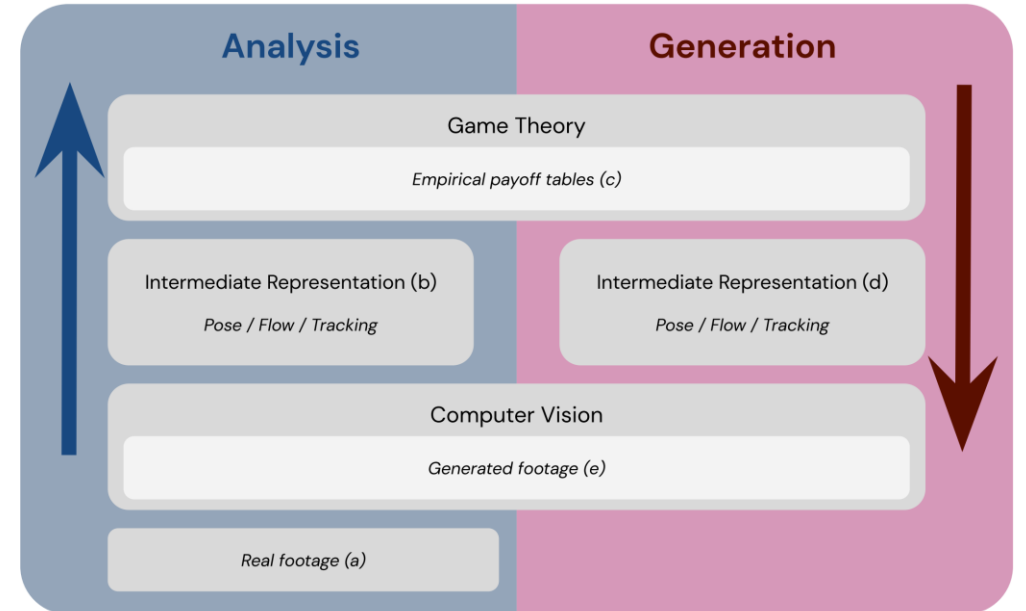 Analysis
Generation
Game Theory
Empirical payoff tables (c)
Intermediate Representation (b)
Pose / Flow / Tracking
Intermediate Representation (d)
Pose / Flow / Tracking
Computer Vision
Generated footage (e)
Real footage (a)